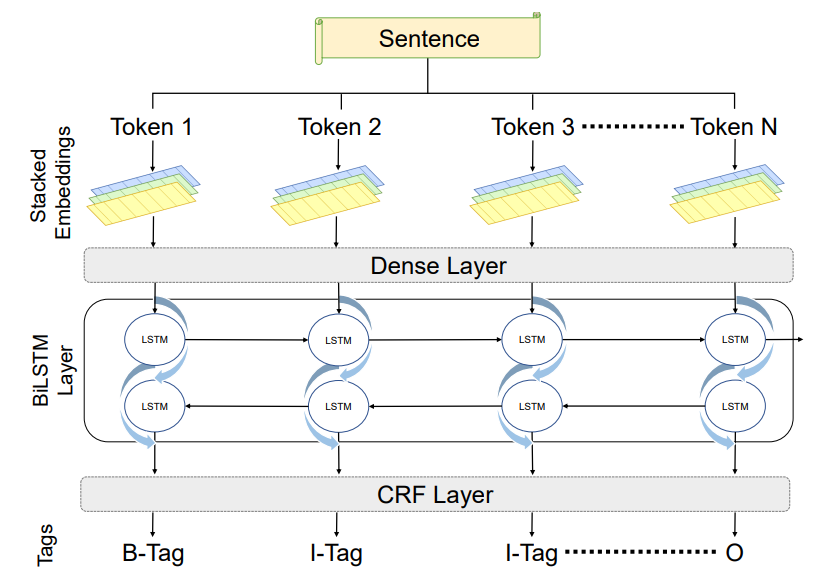 Sentence
Token 1 Token 2 Token 3 Token N
Stacked
Embeddings
Dense Layer
BiLSTM
Layer
LSTM LSTM LSTM LSTM
LSTM LSTM LSTM LSTM
CRF Layer
Tags
B-Tag I-Tag I-Tag O